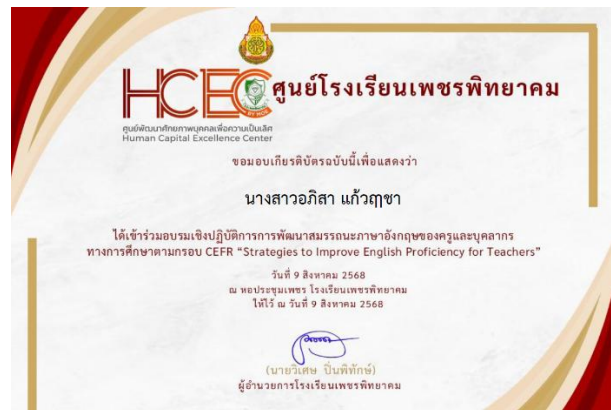 HCEC ศูนย์โรงเรียนเพชรพิทยาคม
ศูนย์พัฒนาศักยภาพบุคคลเพื่อความเป็นเลิศ
Human Capital Excellence Center
ขอมอบเกียรติบัตรฉบับนี้เพื่อแสดงว่า
นางสาวอภิสา แก้วฤๅชา
ได้เข้าร่วมอบรมเชิงปฏิบัติการการพัฒนาสมรรถนะภาษาอังกฤษของครูและบุคลากร
ทางการศึกษาตามกรอบ CEFR “Strategies to Improve English Proficiency for Teachers”
วันที่ 9 สิงหาคม 2568
ณ หอประชุมเพชร โรงเรียนเพชรพิทยาคม
ให้ไว้ ณ วันที่ 9 สิงหาคม 2568
(นายวิเศษ ปิ่นพิทักษ์)
ผู้อำนวยการโรงเรียนเพชรพิทยาคม